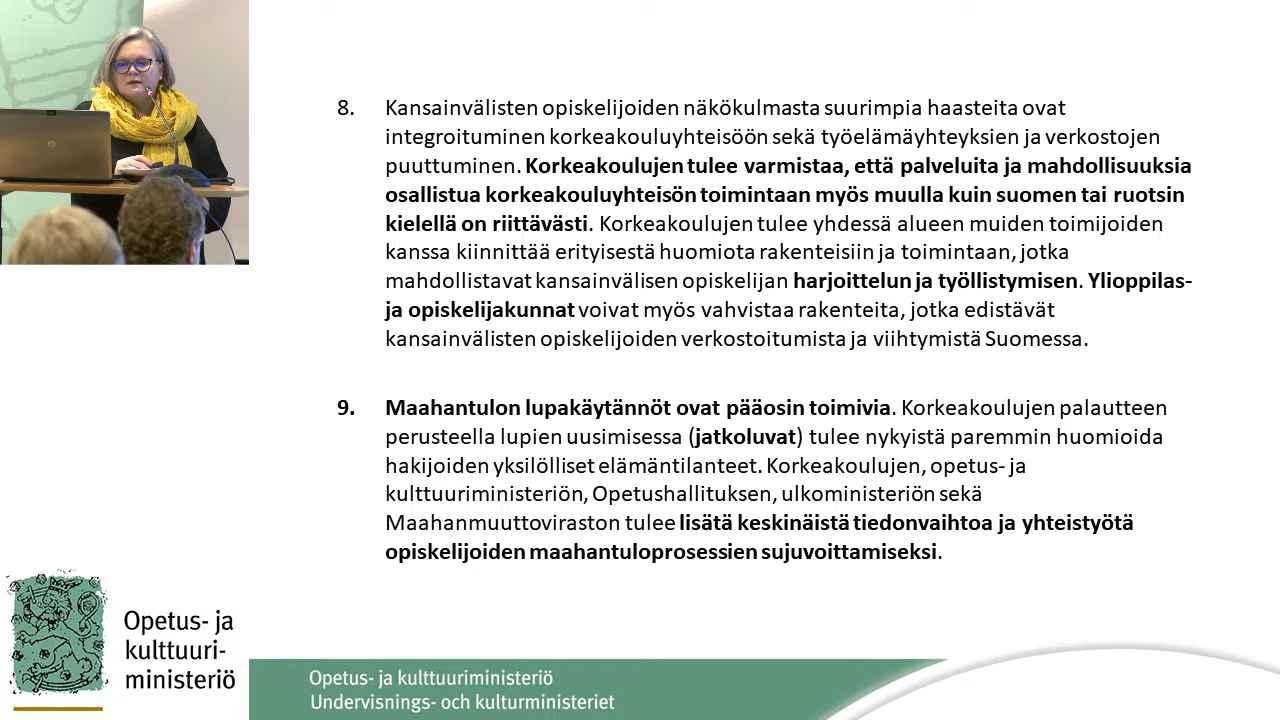 8. Kansainvälisten opiskelijoiden näkökulmasta suurimpia haasteita ovat
integroituminen korkeakouluyhteisöön sekä työelämäyhteyksien ja verkostojen
puuttuminen. Korkeakoulujen tulee varmistaa, että palveluita ja mahdollisuuksia
osallistua korkeakouluyhteisön toimintaan myös muulla kuin suomen tai ruotsin
kielellä on riittävästi. Korkeakoulujen tulee yhdessä alueen muiden toimijoiden
kanssa kiinnittää erityisestä huomiota rakenteisiin ja toimintaan, jotka
mahdollistavat kansainvälisen opiskelijan harjoittelun ja työllistymisen. Ylioppilas-
ja opiskelijakunnat voivat myös vahvistaa rakenteita, jotka edistävät
kansainvälisten opiskelijoiden verkostoitumista ja viihtymistä Suomessa.
9. Maahantulon lupakäytännöt ovat pääosin toimivia. Korkeakoulujen palautteen
perusteella lupien uusimisessa (jatkoluvat) tulee nykyistä paremmin huomioida
hakijoiden yksilölliset elämäntilanteet. Korkeakoulujen, opetus- ja
kulttuuriministeriön, Opetushallituksen, ulkoministeriön sekä
Maahanmuuttoviraston tulee lisätä keskinäistä tiedonvaihtoa ja yhteistyötä
opiskelijoiden maahantuloprosessien sujuvoittamiseksi.
Opetus- ja
kulttuuri-
ministeriö
Opetus- ja kulttuuriministeriö
Undervisnings- och kulturministeriet